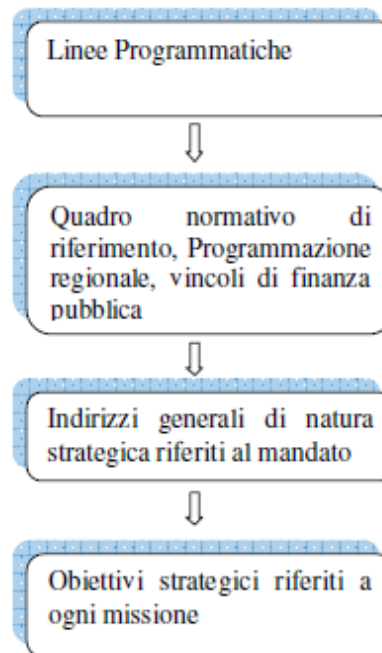 Linee Programmatiche
Quadro normativo di
riferimento, Programmazione
regionale, vincoli di finanza
pubblica
Indirizzi generali di natura
strategica riferiti al mandato
Obiettivi strategici riferiti a
ogni missione